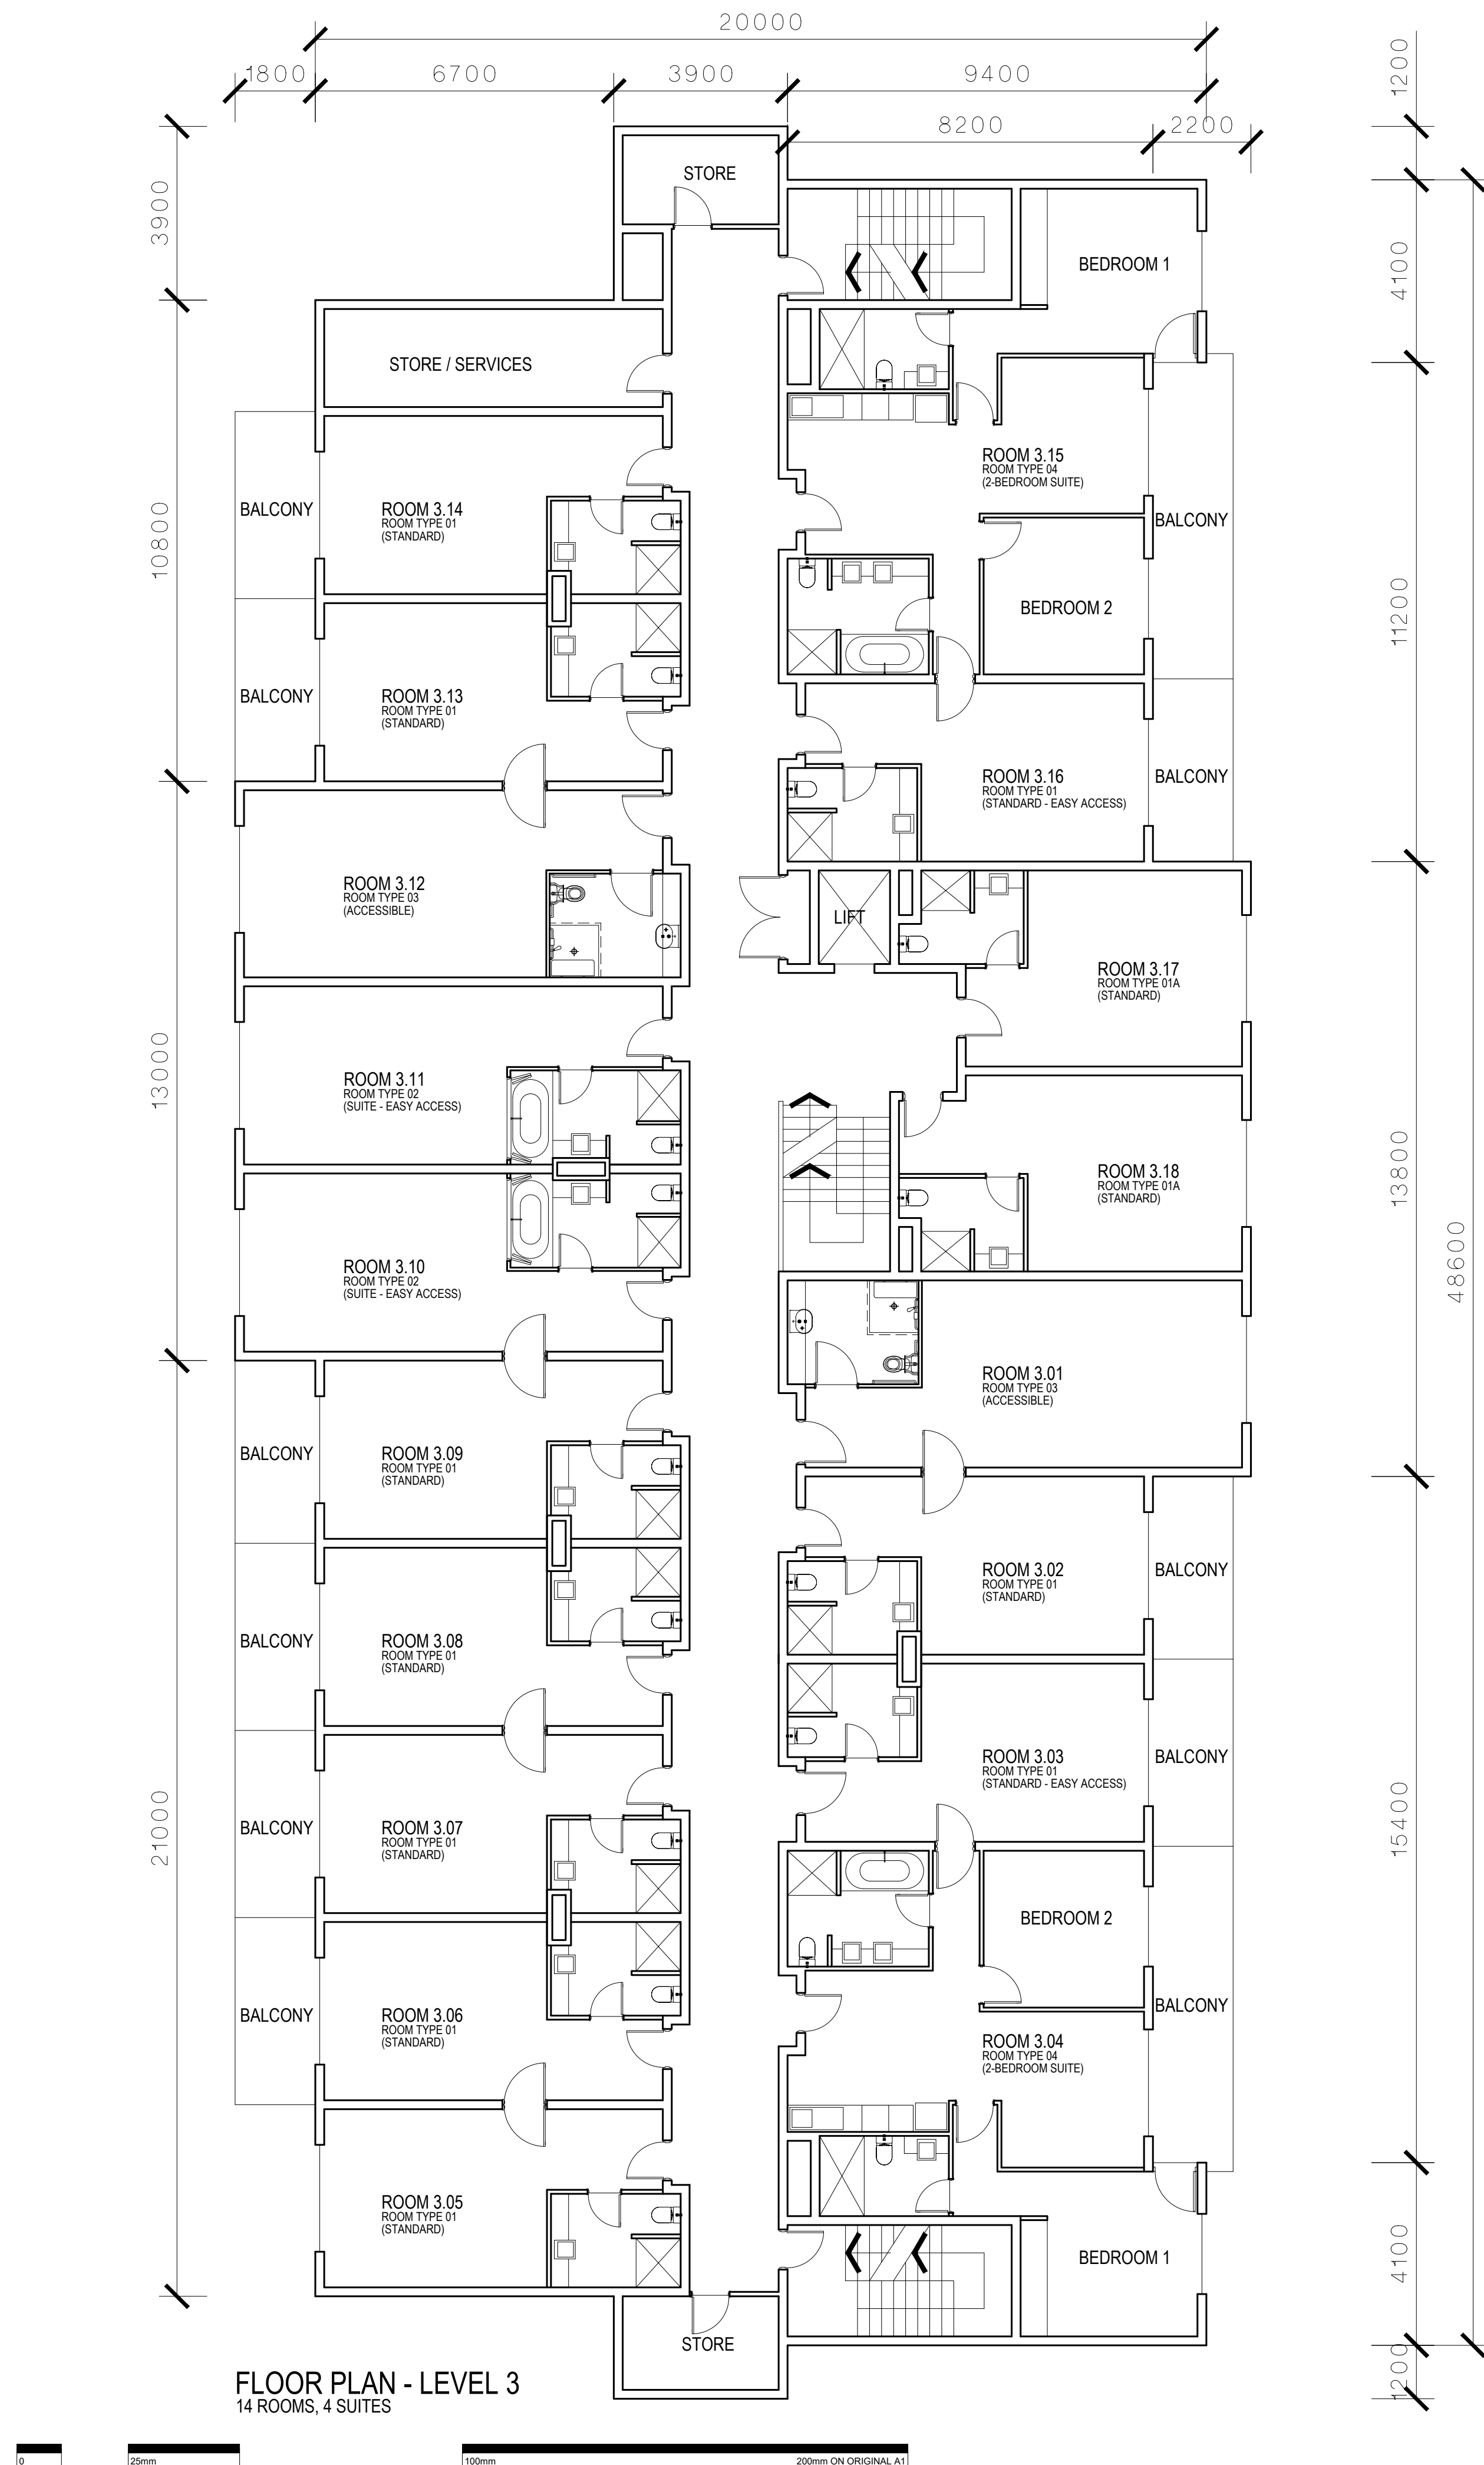 20000
1800
6700
3900
9400
8200
2200
1200
3900
4100
10800
11200
13000
13800
48600
21000
15400
4100
1200
STORE
BEDROOM 1
STORE / SERVICES
ROOM 3.15
ROOM TYPE 04
(2-BEDROOM SUITE)
BALCONY
ROOM 3.14
ROOM TYPE 01
(STANDARD)
BALCONY
BEDROOM 2
BALCONY
ROOM 3.13
ROOM TYPE 01
(STANDARD)
ROOM 3.16
ROOM TYPE 01
(STANDARD - EASY ACCESS)
BALCONY
ROOM 3.12
ROOM TYPE 03
(ACCESSIBLE)
LIFT
ROOM 3.17
ROOM TYPE 01A
(STANDARD)
ROOM 3.11
ROOM TYPE 02
(SUITE - EASY ACCESS)
ROOM 3.18
ROOM TYPE 01A
(STANDARD)
ROOM 3.10
ROOM TYPE 02
(SUITE - EASY ACCESS)
ROOM 3.01
ROOM TYPE 03
(ACCESSIBLE)
BALCONY
ROOM 3.09
ROOM TYPE 01
(STANDARD)
ROOM 3.02
ROOM TYPE 01
(STANDARD)
BALCONY
BALCONY
ROOM 3.08
ROOM TYPE 01
(STANDARD)
ROOM 3.03
ROOM TYPE 01
(STANDARD - EASY ACCESS)
BALCONY
BALCONY
ROOM 3.07
ROOM TYPE 01
(STANDARD)
BEDROOM 2
BALCONY
ROOM 3.06
ROOM TYPE 01
(STANDARD)
BALCONY
ROOM 3.04
ROOM TYPE 04
(2-BEDROOM SUITE)
ROOM 3.05
ROOM TYPE 01
(STANDARD)
BEDROOM 1
STORE
FLOOR PLAN - LEVEL 3
14 ROOMS, 4 SUITES
0
25mm
100mm
200mm ON ORIGINAL A1